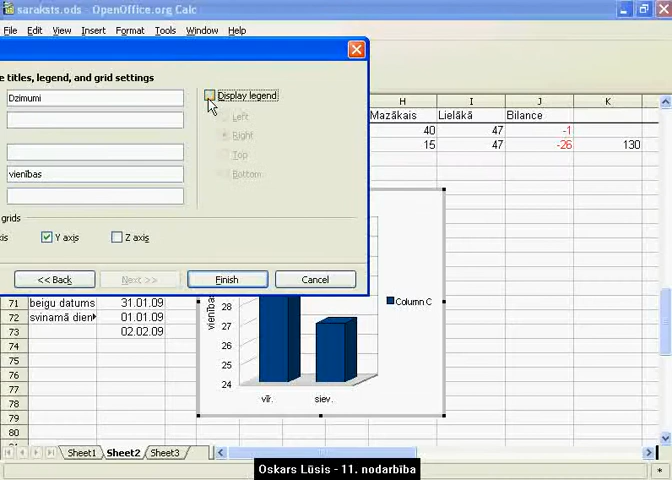 saraksts.ods - OpenOffice.org Calc
File Edit View Insert Format Tools Window Help
e titles, legend, and grid settings
Dzimumi
Display legend
Left
Right
Top
Bottom
vienības
grids
xis Y axis Z axis
<< Back Next >> Finish Cancel
H I J K
Mazākais Lielākā Bilance
40 47 -1
15 47 -26 130
71 beigu datums 31.01.09
72 svinamā dien 01.01.09
73 02.02.09
74
75
76
77
78
79
80
vienības
28
27
26
25
24
vīr. siev.
Column C
Sheet1 Sheet2 Sheet3
Oskars Lūsis - 11. nodarbība